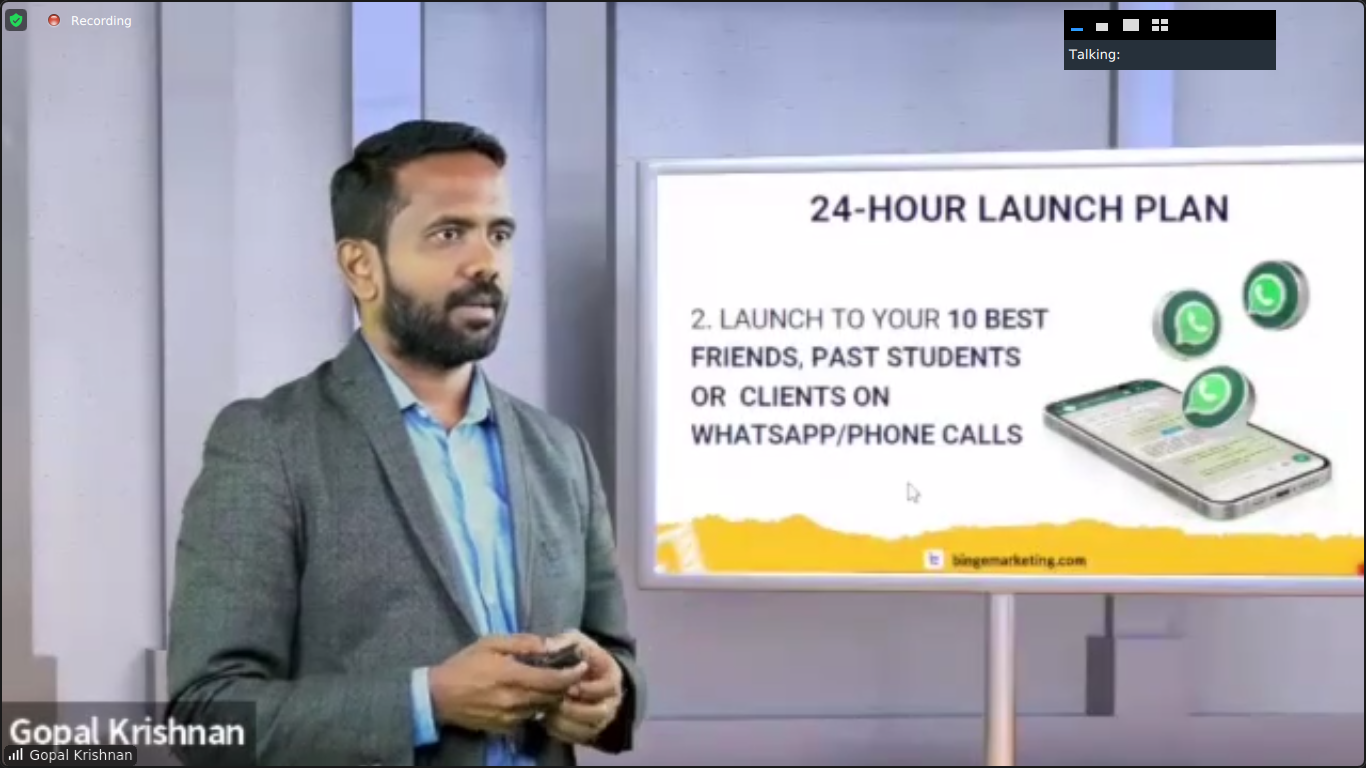 Recording
Talking:
24-HOUR LAUNCH PLAN
2. LAUNCH TO YOUR 10 BEST
FRIENDS, PAST STUDENTS
OR CLIENTS ON
WHATSAPP/PHONE CALLS
bingemarketing.com
Gopal Krishnan
Gopal Krishnan